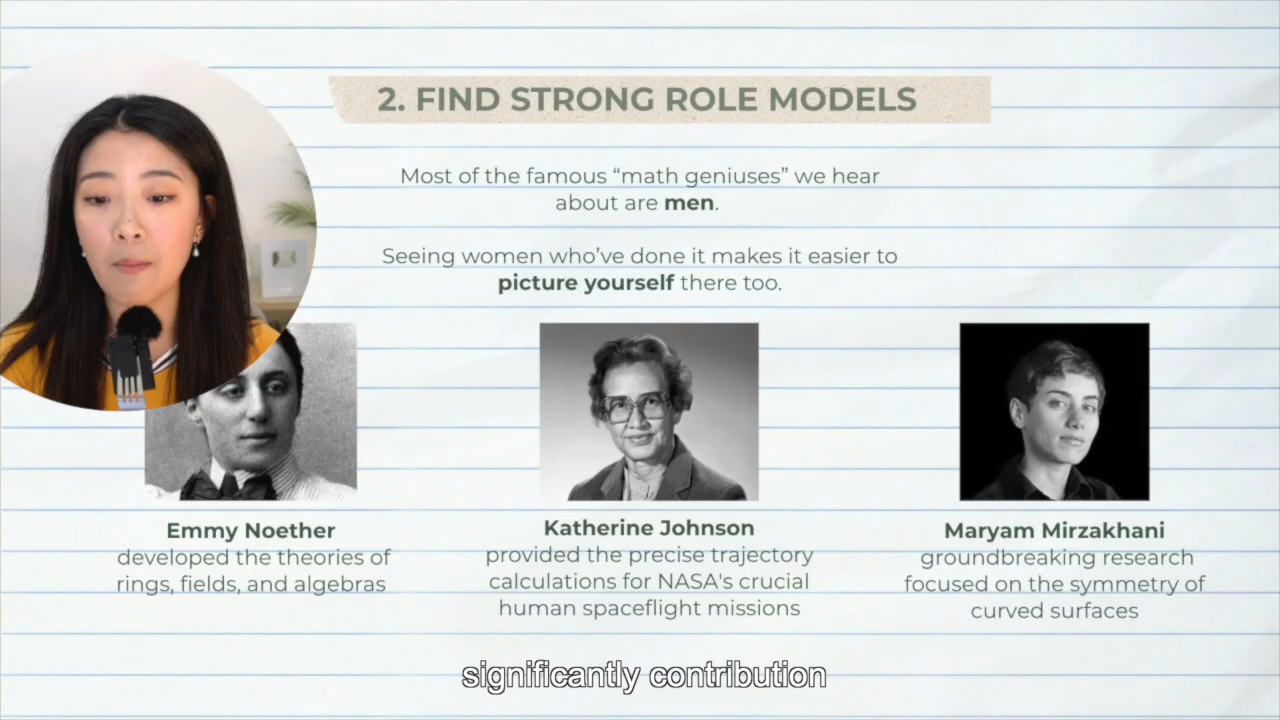 2. FIND STRONG ROLE MODELS
Most of the famous “math geniuses” we hear
about are men.
Seeing women who’ve done it makes it easier to
picture yourself there too.
Emmy Noether
developed the theories of
rings, fields, and algebras
Katherine Johnson
provided the precise trajectory
calculations for NASA's crucial
human spaceflight missions
Maryam Mirzakhani
groundbreaking research
focused on the symmetry of
curved surfaces
significantly contribution